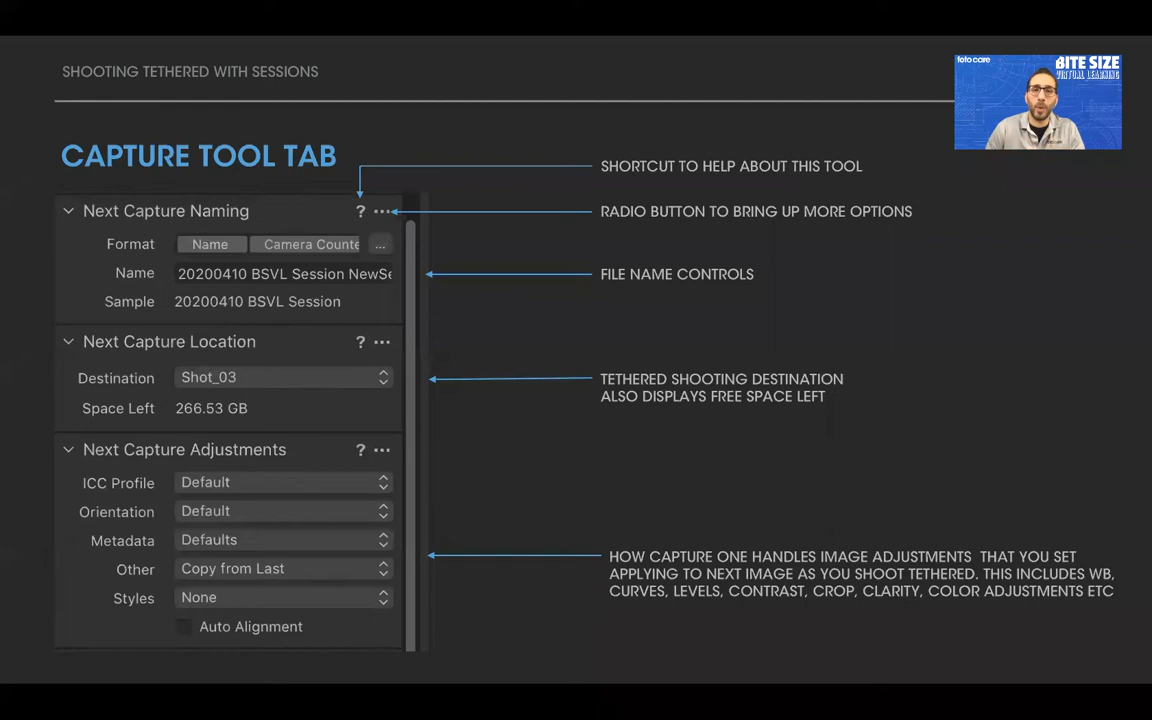 SHOOTING TETHERED WITH SESSIONS
foto care
BITE SIZE
VIRTUAL LEARNING
CAPTURE TOOL TAB
SHORTCUT TO HELP ABOUT THIS TOOL
Next Capture Naming ? ...
RADIO BUTTON TO BRING UP MORE OPTIONS
Format Name Camera Counte ...
Name 20200410 BSVL Session NewSe
FILE NAME CONTROLS
Sample 20200410 BSVL Session
Next Capture Location ? ...
Destination Shot_03
TETHERED SHOOTING DESTINATION
ALSO DISPLAYS FREE SPACE LEFT
Space Left 266.53 GB
Next Capture Adjustments ? ...
ICC Profile Default
Orientation Default
Metadata Defaults
Other Copy from Last
Styles None
Auto Alignment
HOW CAPTURE ONE HANDLES IMAGE ADJUSTMENTS THAT YOU SET
APPLYING TO NEXT IMAGE AS YOU SHOOT TETHERED. THIS INCLUDES WB,
CURVES, LEVELS, CONTRAST, CROP, CLARITY, COLOR ADJUSTMENTS ETC